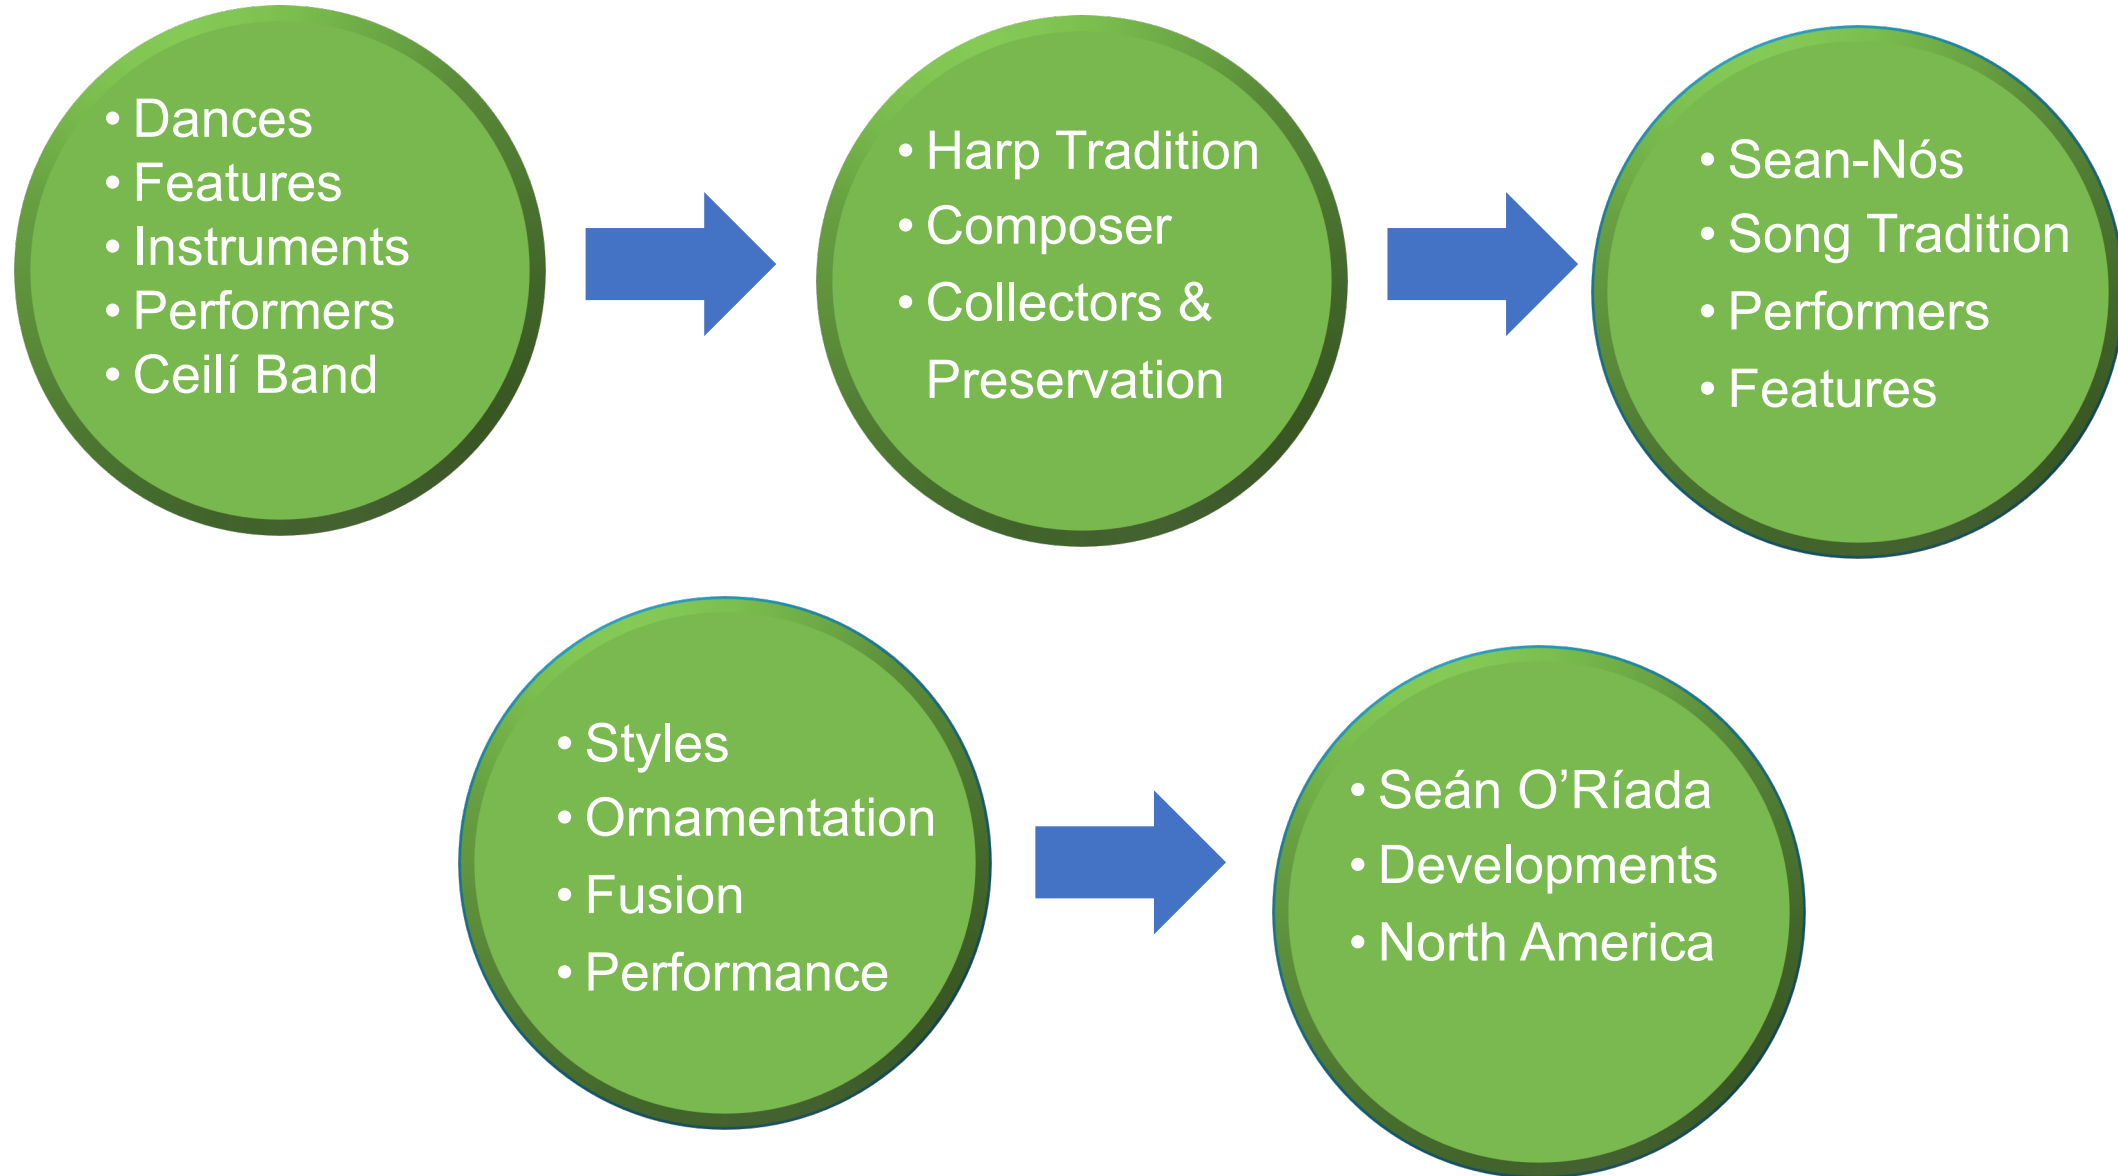 • Dances
• Features
• Instruments
• Performers
• Ceilí Band
• Harp Tradition
• Composer
• Collectors &
Preservation
• Sean-Nós
• Song Tradition
• Performers
• Features
• Styles
• Ornamentation
• Fusion
• Performance
• Seán O’Ríada
• Developments
• North America